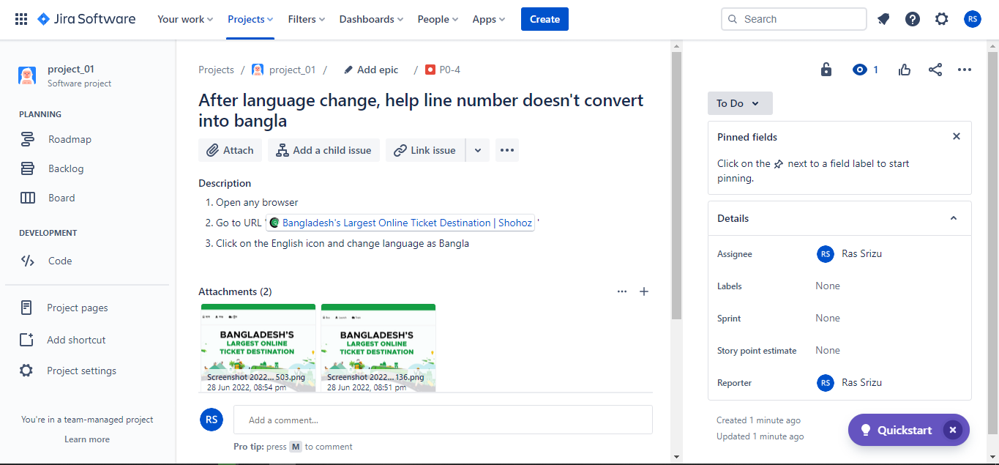 Jira Software
Your work
Projects
Filters
Dashboards
People
Apps
Create
Search
RS
project_01
Software project
PLANNING
Roadmap
Backlog
Board
DEVELOPMENT
Code
Project pages
Add shortcut
Project settings
You're in a team-managed project
Learn more
Projects / project_01 / Add epic / P0-4
After language change, help line number doesn't convert
into bangla
Attach
Add a child issue
Link issue
Description
1. Open any browser
2. Go to URL ' Bangladesh's Largest Online Ticket Destination | Shohoz '
3. Click on the English icon and change language as Bangla
Attachments (2)
BANGLADESH'S
LARGEST ONLINE
TICKET DESTINATION
Screenshot 2022... 503.png
28 Jun 2022, 08:54 pm
BANGLADESH'S
LARGEST ONLINE
TICKET DESTINATION
Screenshot 2022... 136.png
28 Jun 2022, 08:51 pm
RS
Add a comment...
Pro tip: press M to comment
1
To Do
Pinned fields
Click on the next to a field label to start
pinning.
Details
Assignee RS Ras Srizu
Labels None
Sprint None
Story point estimate None
Reporter RS Ras Srizu
Created 1 minute ago
Updated 1 minute ago
Quickstart